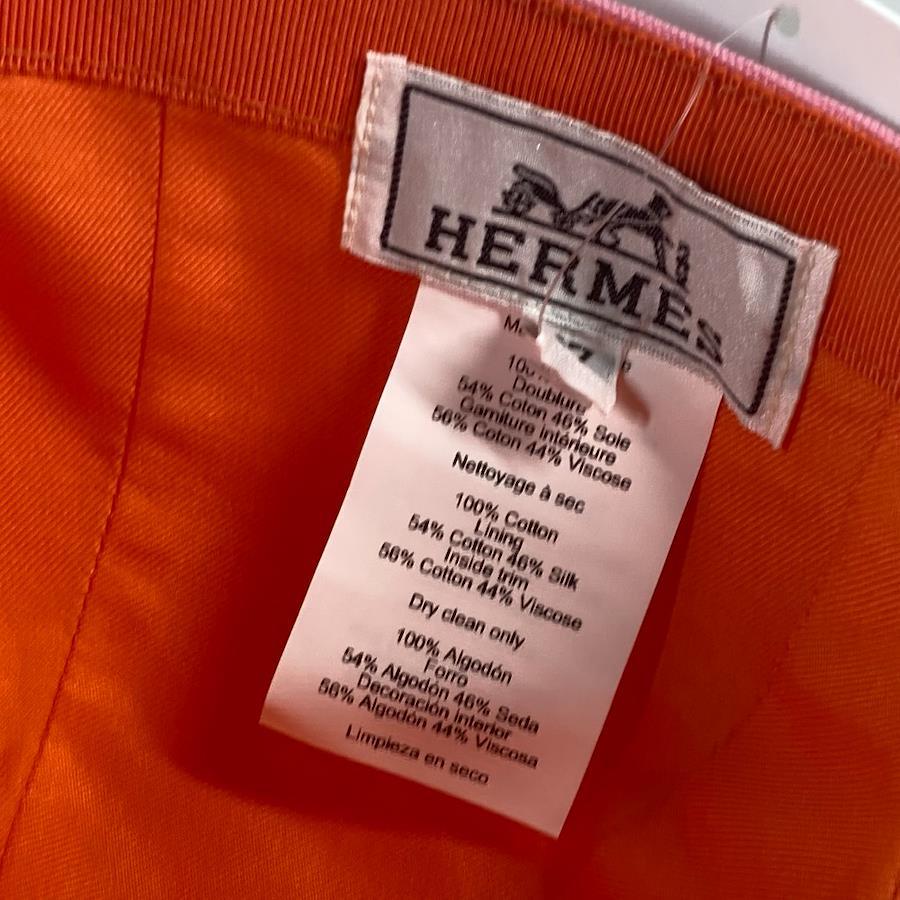 HERMES
Doublure
54% Coton 46% Soie
Garniture intérieure
56% Coton 44% Viscose
Nettoyage à sec
100% Cotton
Lining
54% Cotton 46% Silk
Inside trim
56% Cotton 44% Viscose
Dry clean only
100% Algodón
Forro
54% Algodón 46% Seda
Decoración interior
56% Algodón 44% Viscosa
Limpieza en seco